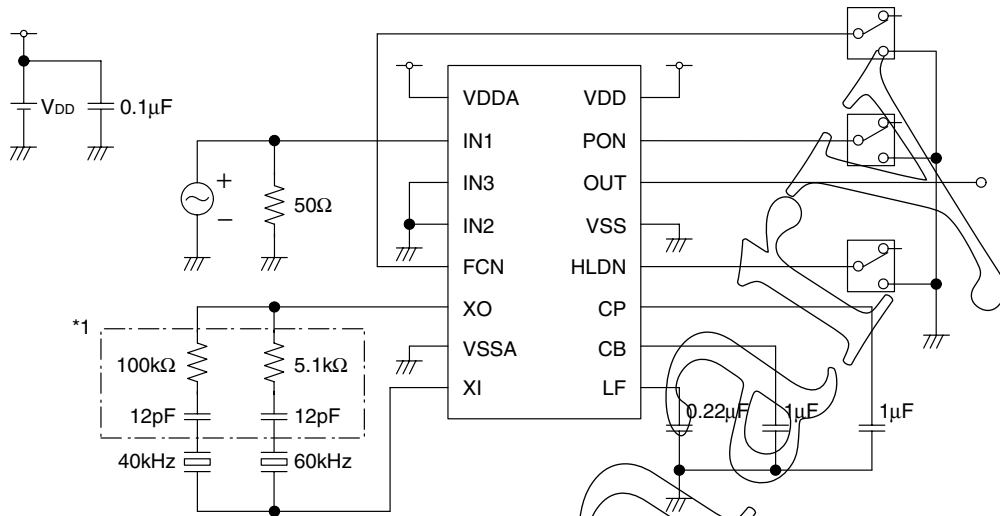 VDD
0.1μF
50Ω
*1
100kΩ
5.1kΩ
12pF
12pF
40kHz
60kHz
VDDA
IN1
IN3
IN2
FCN
XO
VSSA
XI
VDD
PON
OUT
VSS
HLDN
CP
CB
LF
0.22μF
1μF
1μF